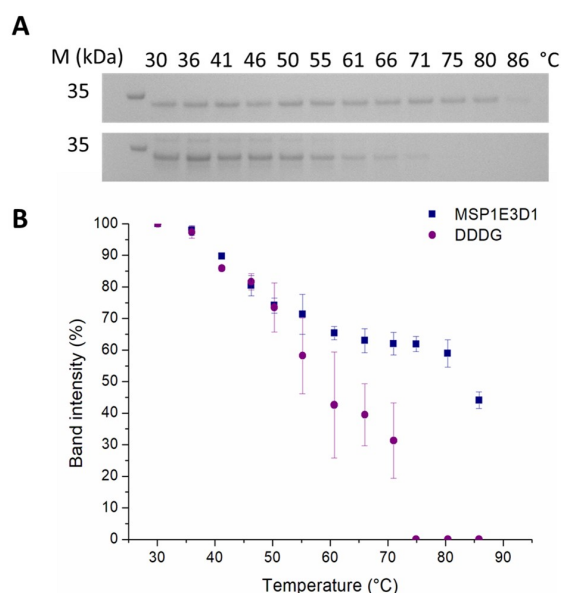 A
M (kDa) 30 36 41 46 50 55 61 66 71 75 80 86 °C
35
35
B
MSP1E3D1
DDDG
100
90
80
70
60
50
40
30
20
10
0
Band intensity (%)
30 40 50 60 70 80 90
Temperature (°C)